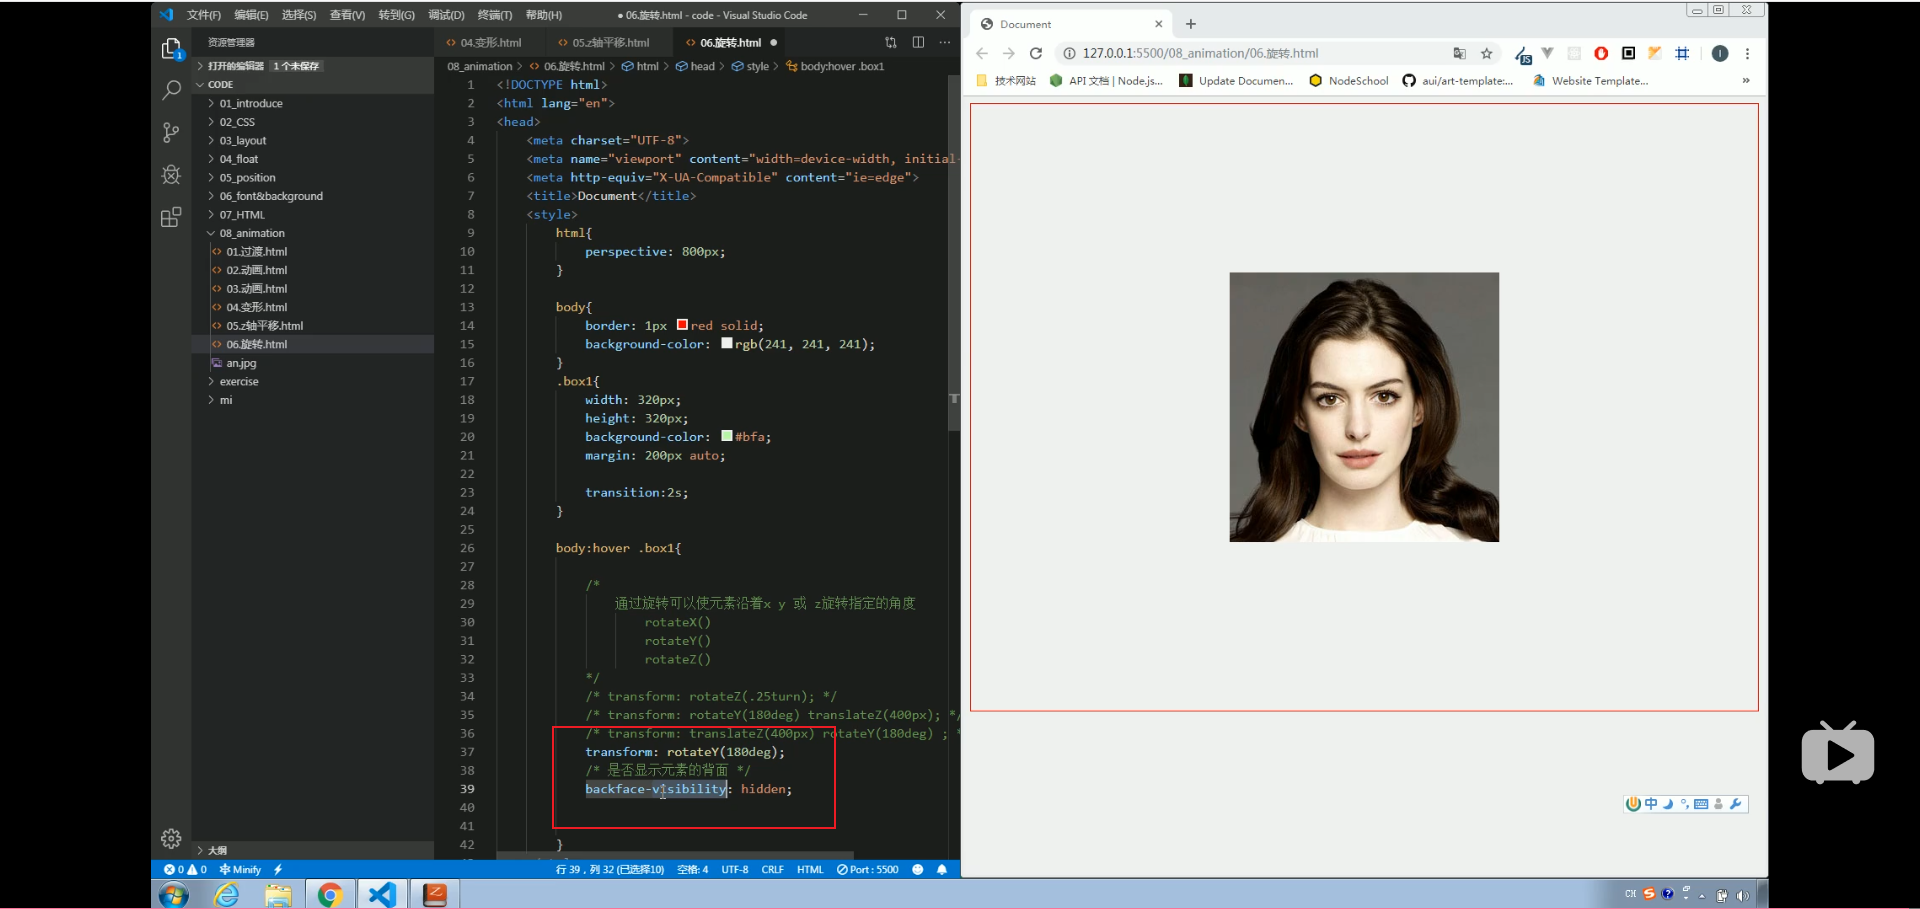 文件(F) 编辑(E) 选择(S) 查看(V) 转到(G) 调试(D) 终端(T) 帮助(H) ● 06.旋转.html - code - Visual Studio Code
资源管理器
打开的编辑器 1 个未保存
CODE
01_introduce
02_CSS
03_layout
04_float
05_position
06_font&background
07_HTML
08_animation
01.过渡.html
02.动画.html
03.动画.html
04.变形.html
05.z轴平移.html
06.旋转.html
an.jpg
exercise
mi
大纲
1
04.变形.html 05.z轴平移.html 06.旋转.html ●
08_animation > 06.旋转.html > html > head > style > body:hover .box1
1 <!DOCTYPE html>
2 <html lang="en">
3 <head>
4 <meta charset="UTF-8">
5 <meta name="viewport" content="width=device-width, initial-
6 <meta http-equiv="X-UA-Compatible" content="ie=edge">
7 <title>Document</title>
8 <style>
9 html{
10 perspective: 800px;
11 }
12
13 body{
14 border: 1px red solid;
15 background-color: rgb(241, 241, 241);
16 }
17 .box1{
18 width: 320px;
19 height: 320px;
20 background-color: #bfa;
21 margin: 200px auto;
22
23 transition:2s;
24 }
25
26 body:hover .box1{
27
28 /*
29 通过旋转可以使元素沿着x y 或 z旋转指定的角度
30 rotateX()
31 rotateY()
32 rotateZ()
33 */
34 /* transform: rotateZ(.25turn); */
35 /* transform: rotateY(180deg) translateZ(400px); */
36 /* transform: translateZ(400px) rotateY(180deg) ; *
37 transform: rotateY(180deg);
38 /* 是否显示元素的背面 */
39 backface-visibility: hidden;
40
41
42 }
0 0 Minify 行 39，列 32 (已选择10) 空格: 4 UTF-8 CRLF HTML Port : 5500
Document
127.0.0.1:5500/08_animation/06.旋转.html
技术网站 API 文档 | Node.js... Update Documen... NodeSchool aui/art-template:... Website Templat... »
中
CH